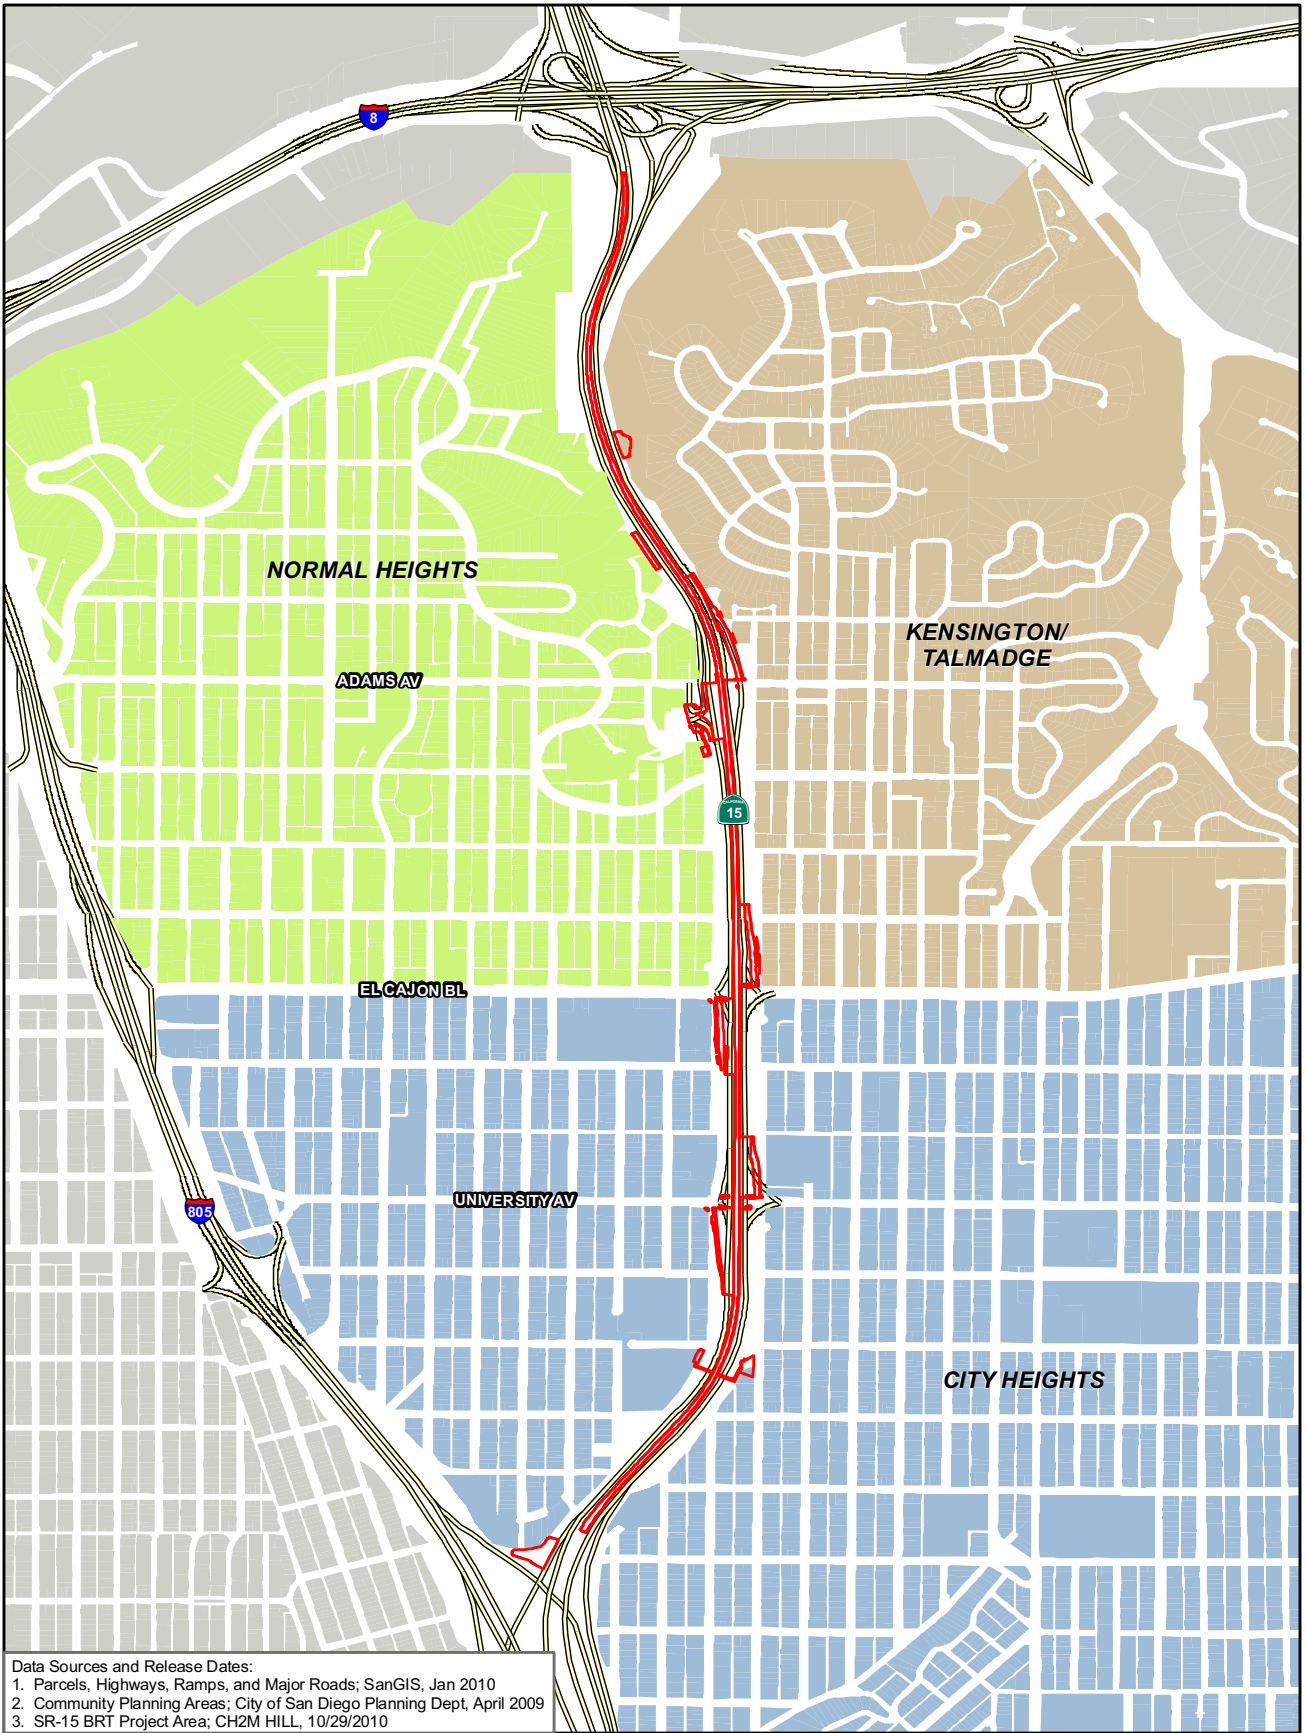 8
NORMAL HEIGHTS
KENSINGTON/
TALMADGE
ADAMS AV
CALIFORNIA
15
EL CAJON BL
UNIVERSITY AV
805
CITY HEIGHTS
Data Sources and Release Dates:
1. Parcels, Highways, Ramps, and Major Roads; SanGIS, Jan 2010
2. Community Planning Areas; City of San Diego Planning Dept, April 2009
3. SR-15 BRT Project Area; CH2M HILL, 10/29/2010